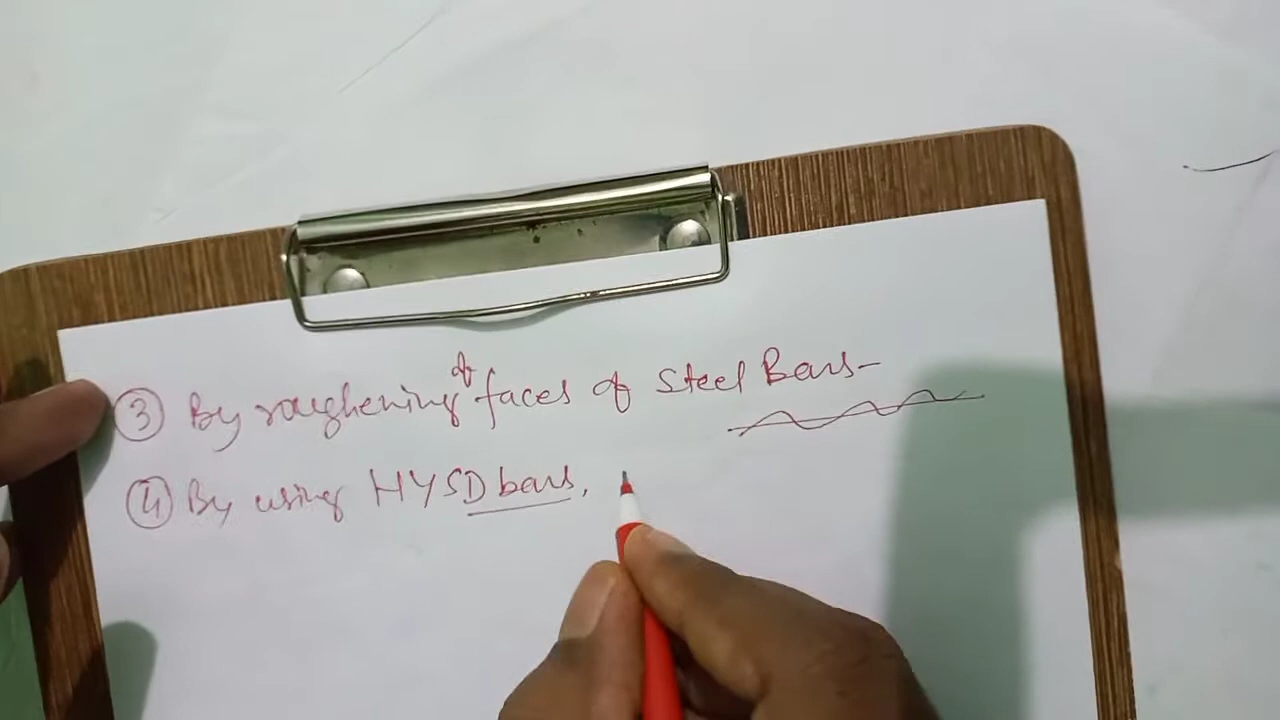 ③ By roughening of faces of Steel Bars-
④ By using HYSD bars,